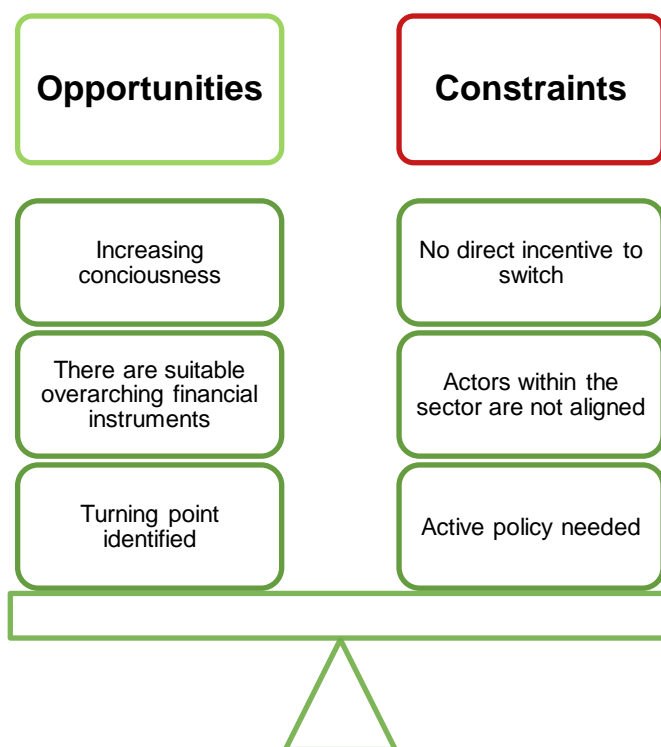 Opportunities
Constraints
Increasing
conciousness
No direct incentive to
switch
There are suitable
overarching financial
instruments
Actors within the
sector are not aligned
Turning point
identified
Active policy needed